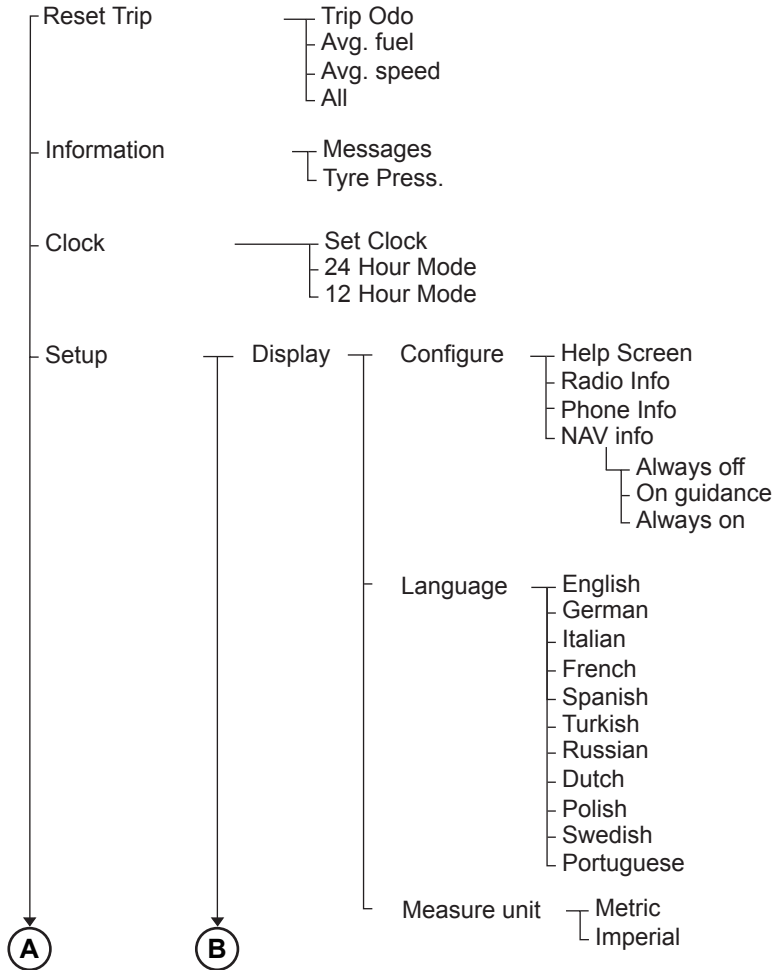 Reset Trip
Trip Odo
Avg. fuel
Avg. speed
All
Information
Messages
Tyre Press.
Clock
Set Clock
24 Hour Mode
12 Hour Mode
Setup
Display
Configure
Help Screen
Radio Info
Phone Info
NAV info
Always off
On guidance
Always on
Language
English
German
Italian
French
Spanish
Turkish
Russian
Dutch
Polish
Swedish
Portuguese
Measure unit
Metric
Imperial
A
B